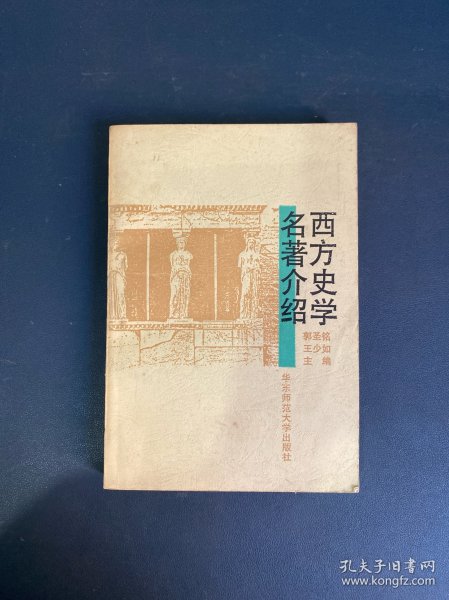 西方史学
名著介绍
郭圣铭
王少如
主编
华东师范大学出版社
孔夫子旧书网
www.kongfz.com